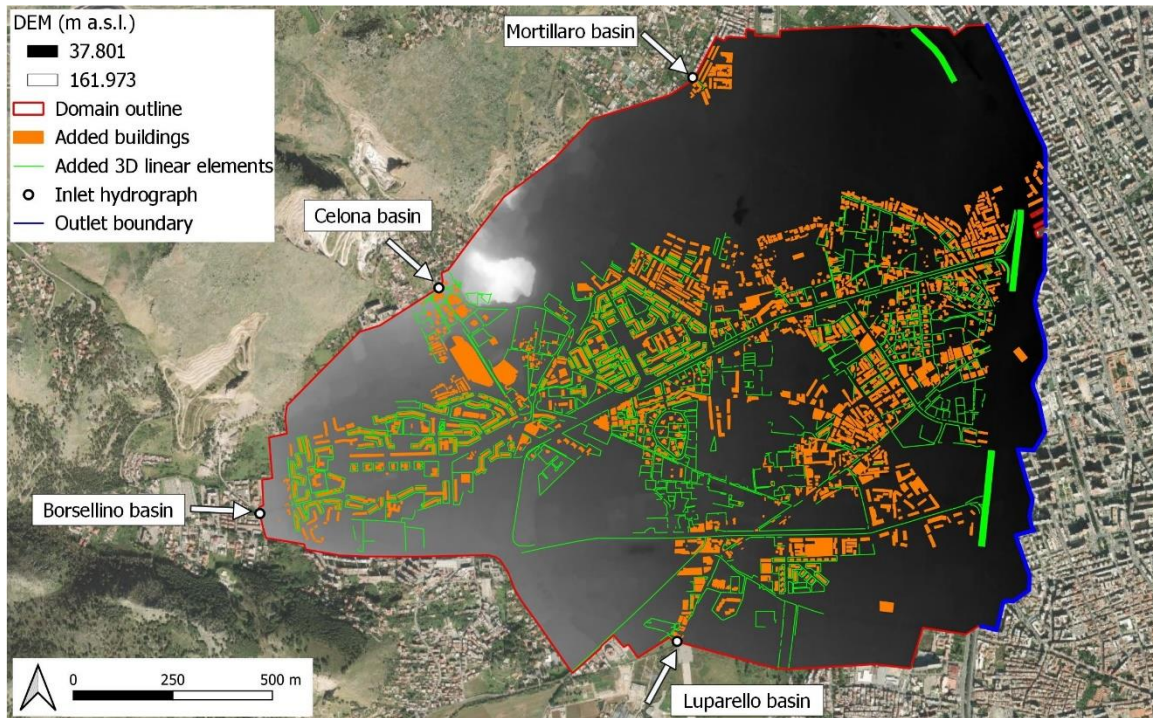 DEM (m a.s.l.)
37.801
161.973
Domain outline
Added buildings
Added 3D linear elements
Inlet hydrograph
Outlet boundary
Mortillaro basin
Celona basin
Borsellino basin
Luparello basin
0 250 500 m